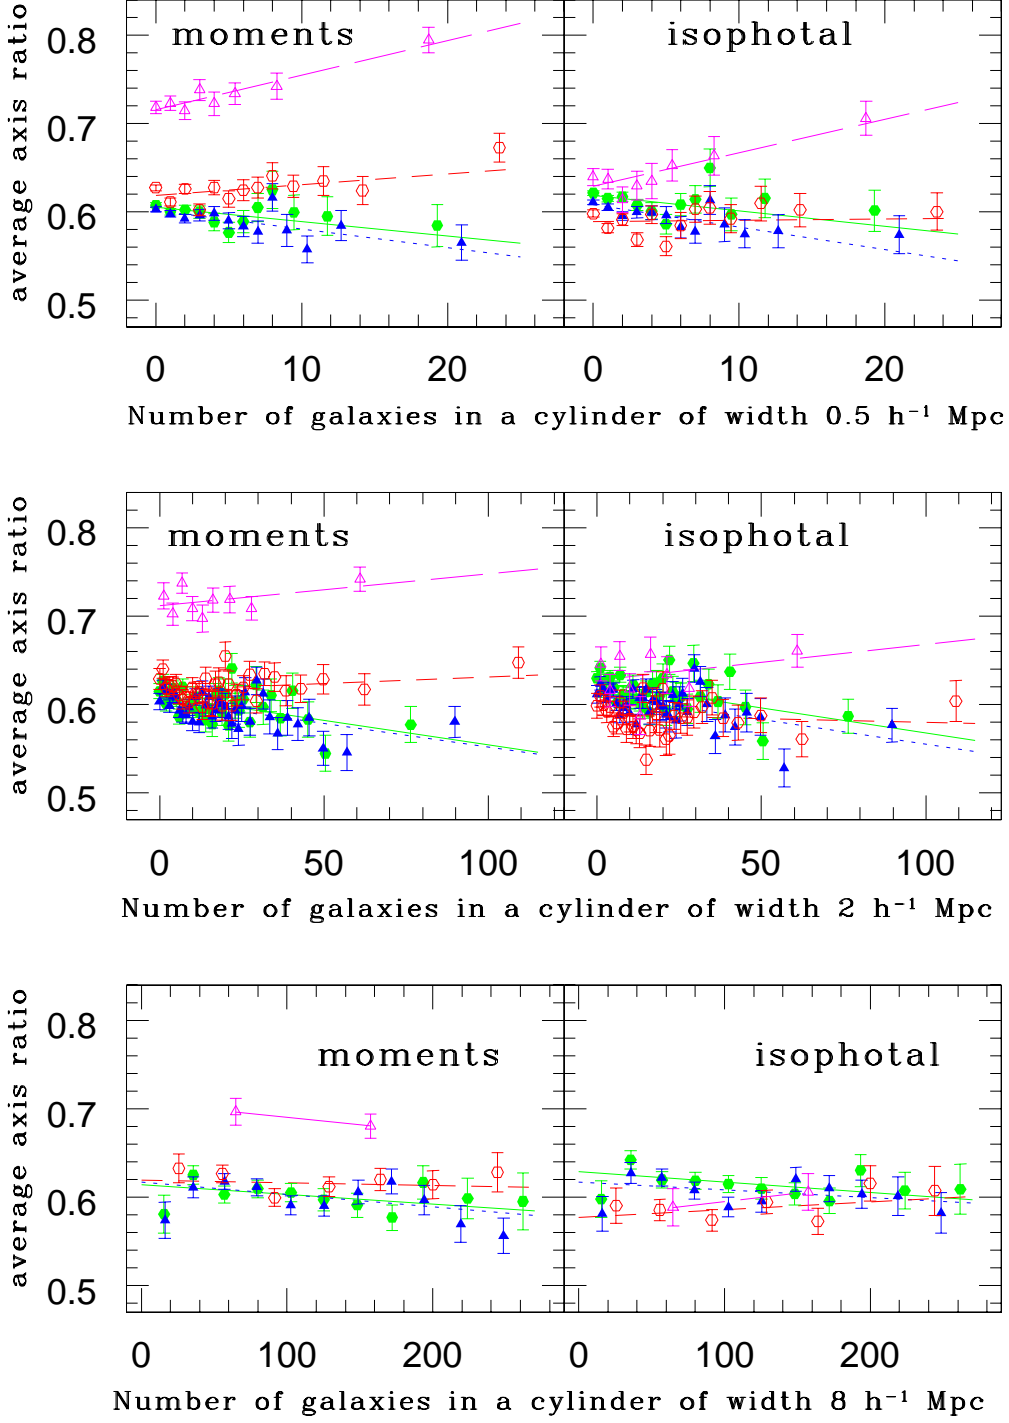 average axis ratio
moments
isophotal
0.8
0.7
0.6
0.5
0 10 20 0 10 20
Number of galaxies in a cylinder of width 0.5 h⁻¹ Mpc
average axis ratio
moments
isophotal
0.8
0.7
0.6
0.5
0 50 100 0 50 100
Number of galaxies in a cylinder of width 2 h⁻¹ Mpc
average axis ratio
moments
isophotal
0.8
0.7
0.6
0.5
0 100 200 0 100 200
Number of galaxies in a cylinder of width 8 h⁻¹ Mpc